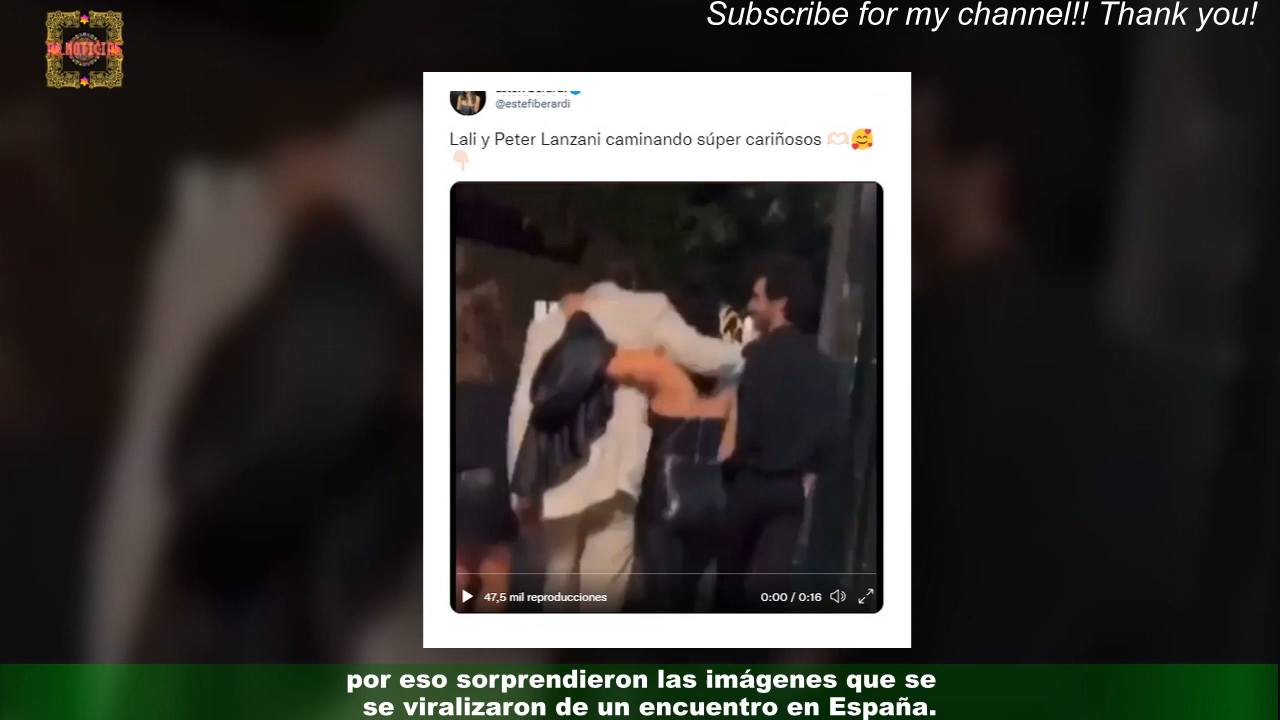 Subscribe for my channel!! Thank you!
NOTICIAS
@estefiberardi
Lali y Peter Lanzani caminando súper cariñosos 🫶🏻🥰
👇🏻
47,5 mil reproducciones
0:00 / 0:16
por eso sorprendieron las imágenes que se
se viralizaron de un encuentro en España.